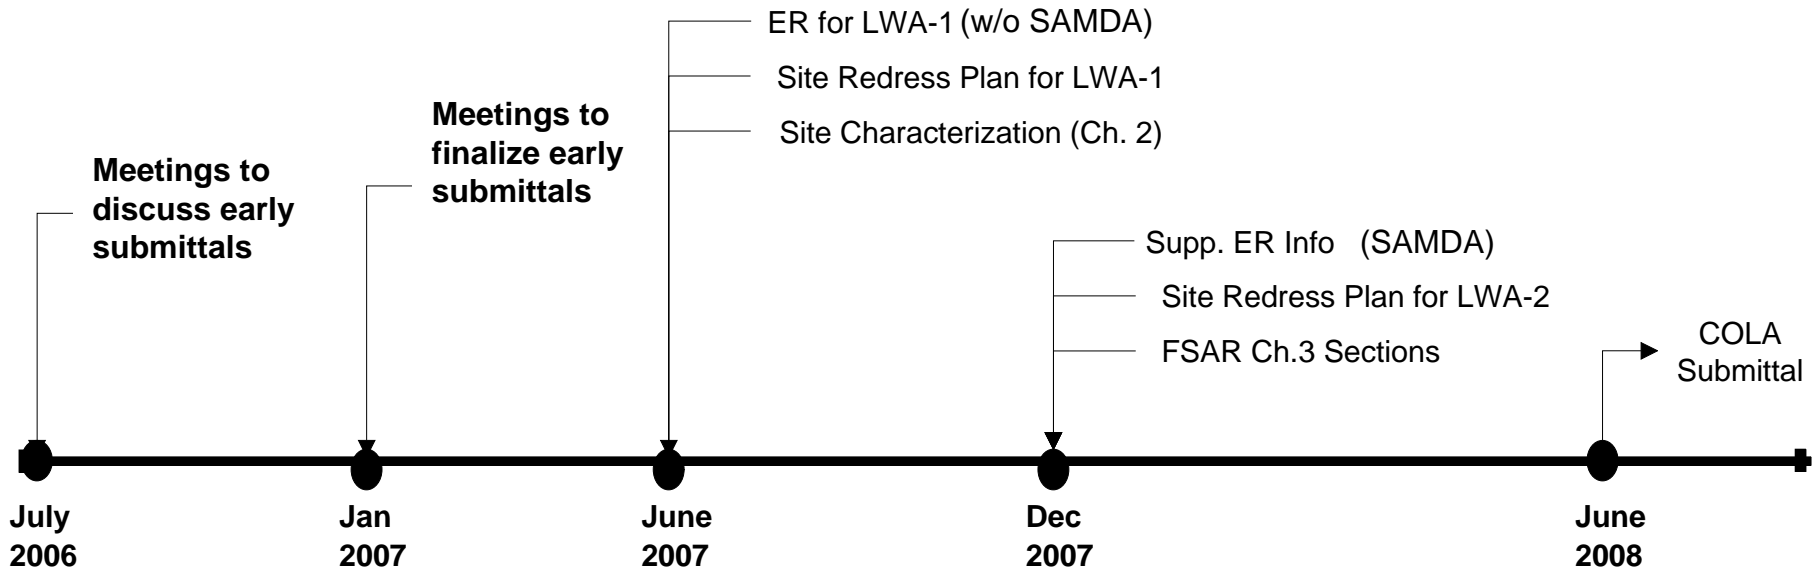 ER for LWA-1 (w/o SAMDA)
Site Redress Plan for LWA-1
Site Characterization (Ch. 2)
Meetings to
finalize early
submittals
Meetings to
discuss early
submittals
Supp. ER Info (SAMDA)
Site Redress Plan for LWA-2
FSAR Ch.3 Sections
COLA
Submittal
July
2006
Jan
2007
June
2007
Dec
2007
June
2008